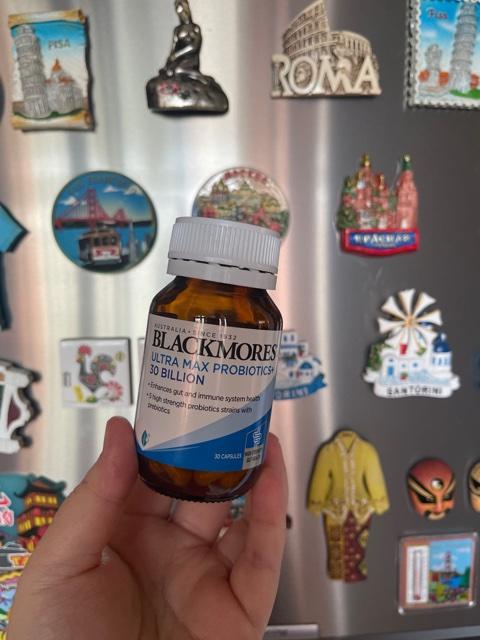 PISA
ROMA
Pisa
КРАСНАЯ
SANTORINI
AUSTRALIA • SINCE 1932
BLACKMORES
ULTRA MAX PROBIOTICS+
30 BILLION
• Enhances gut and immune system health
• 5 high strength probiotics strains with
prebiotics
30 CAPSULES